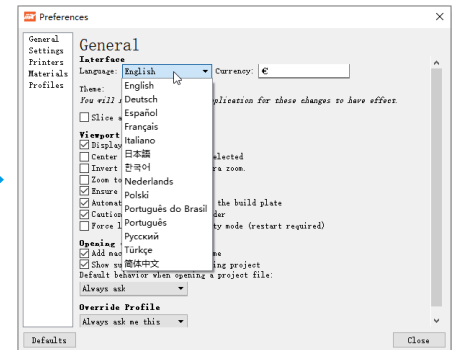 Preferences
General
Settings
Printers
Materials
Profiles
General
Interface
Language: English Currency: €
English
Deutsch
Español
Français
Italiano
日本語
한국어
Nederlands
Polski
Português do Brasil
Português
Русский
Türkçe
简体中文
Theme:
You will plication for these changes to have effect.
Slice
Viewport
Display
Center elected
Invert ra zoom.
Zoom to
Ensure
Automat the build plate
Caution der
Force l ty mode (restart required)
Opening
Add mac me
Show su ing project
Default behavior when opening a project file:
Always ask
Override Profile
Always ask me this
Defaults Close